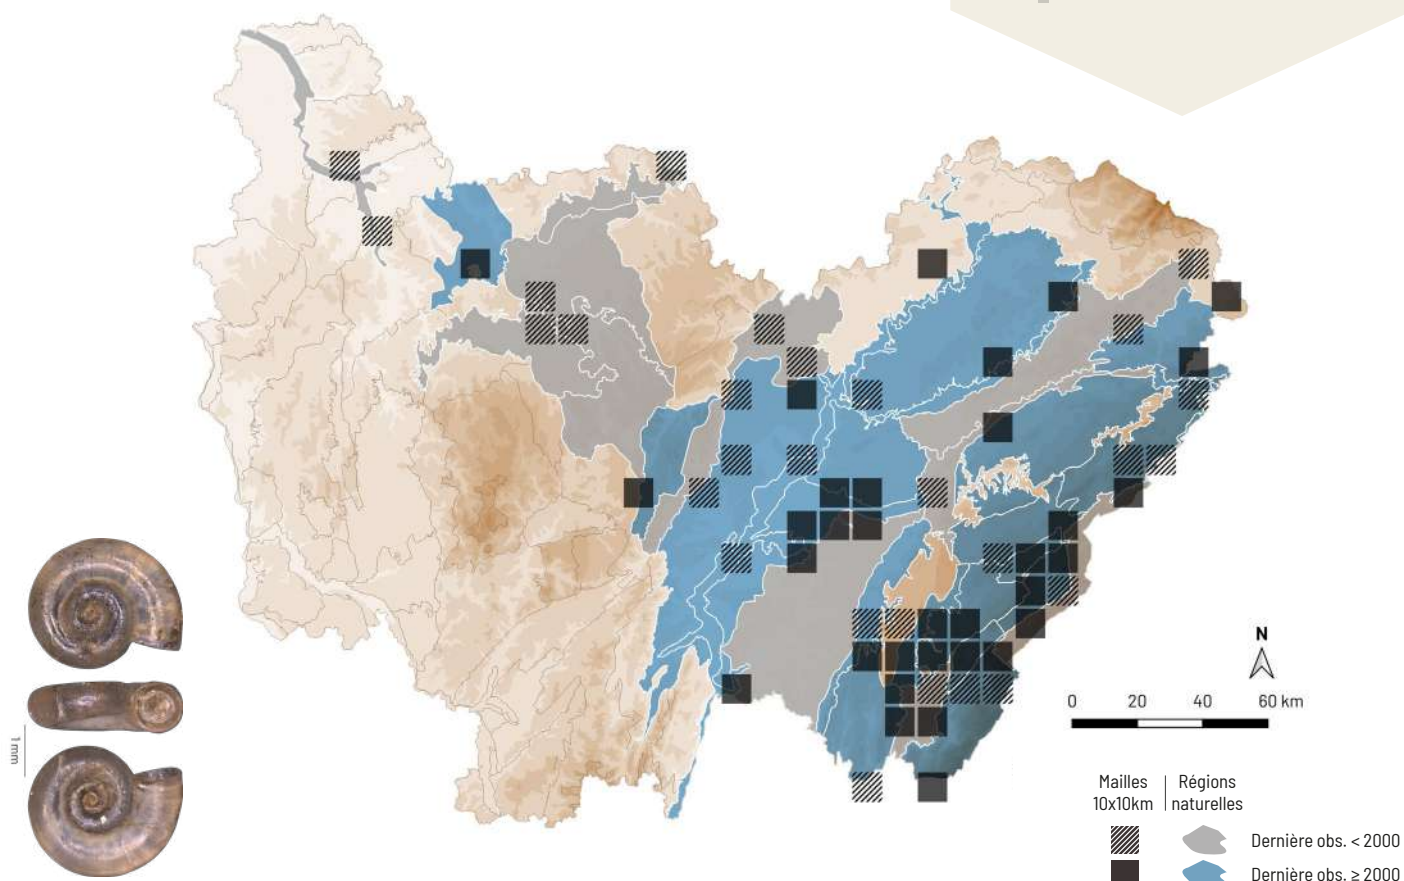 N
0 20 40 60 km
1 mm
Mailles
10x10km
Régions
naturelles
Dernière obs. < 2000
Dernière obs. ≥ 2000